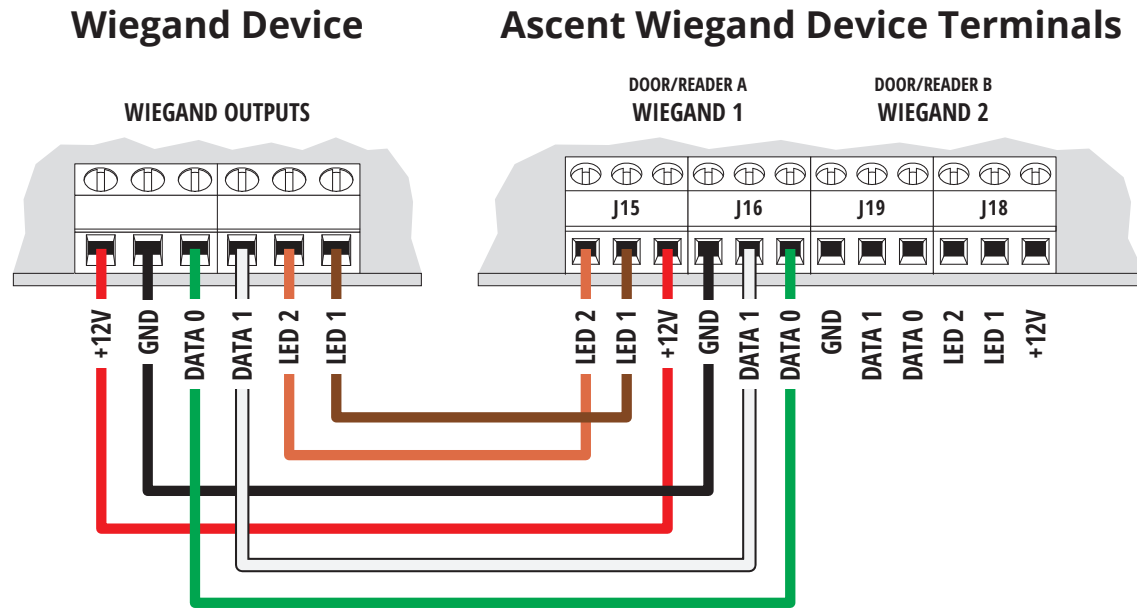 Wiegand Device
Ascent Wiegand Device Terminals
WIEGAND OUTPUTS
DOOR/READER A
WIEGAND 1
DOOR/READER B
WIEGAND 2
J15
J16
J19
J18
+12V
GND
DATA 0
DATA 1
LED 2
LED 1
LED 2
LED 1
+12V
GND
DATA 1
DATA 0
GND
DATA 1
DATA 0
LED 2
LED 1
+12V